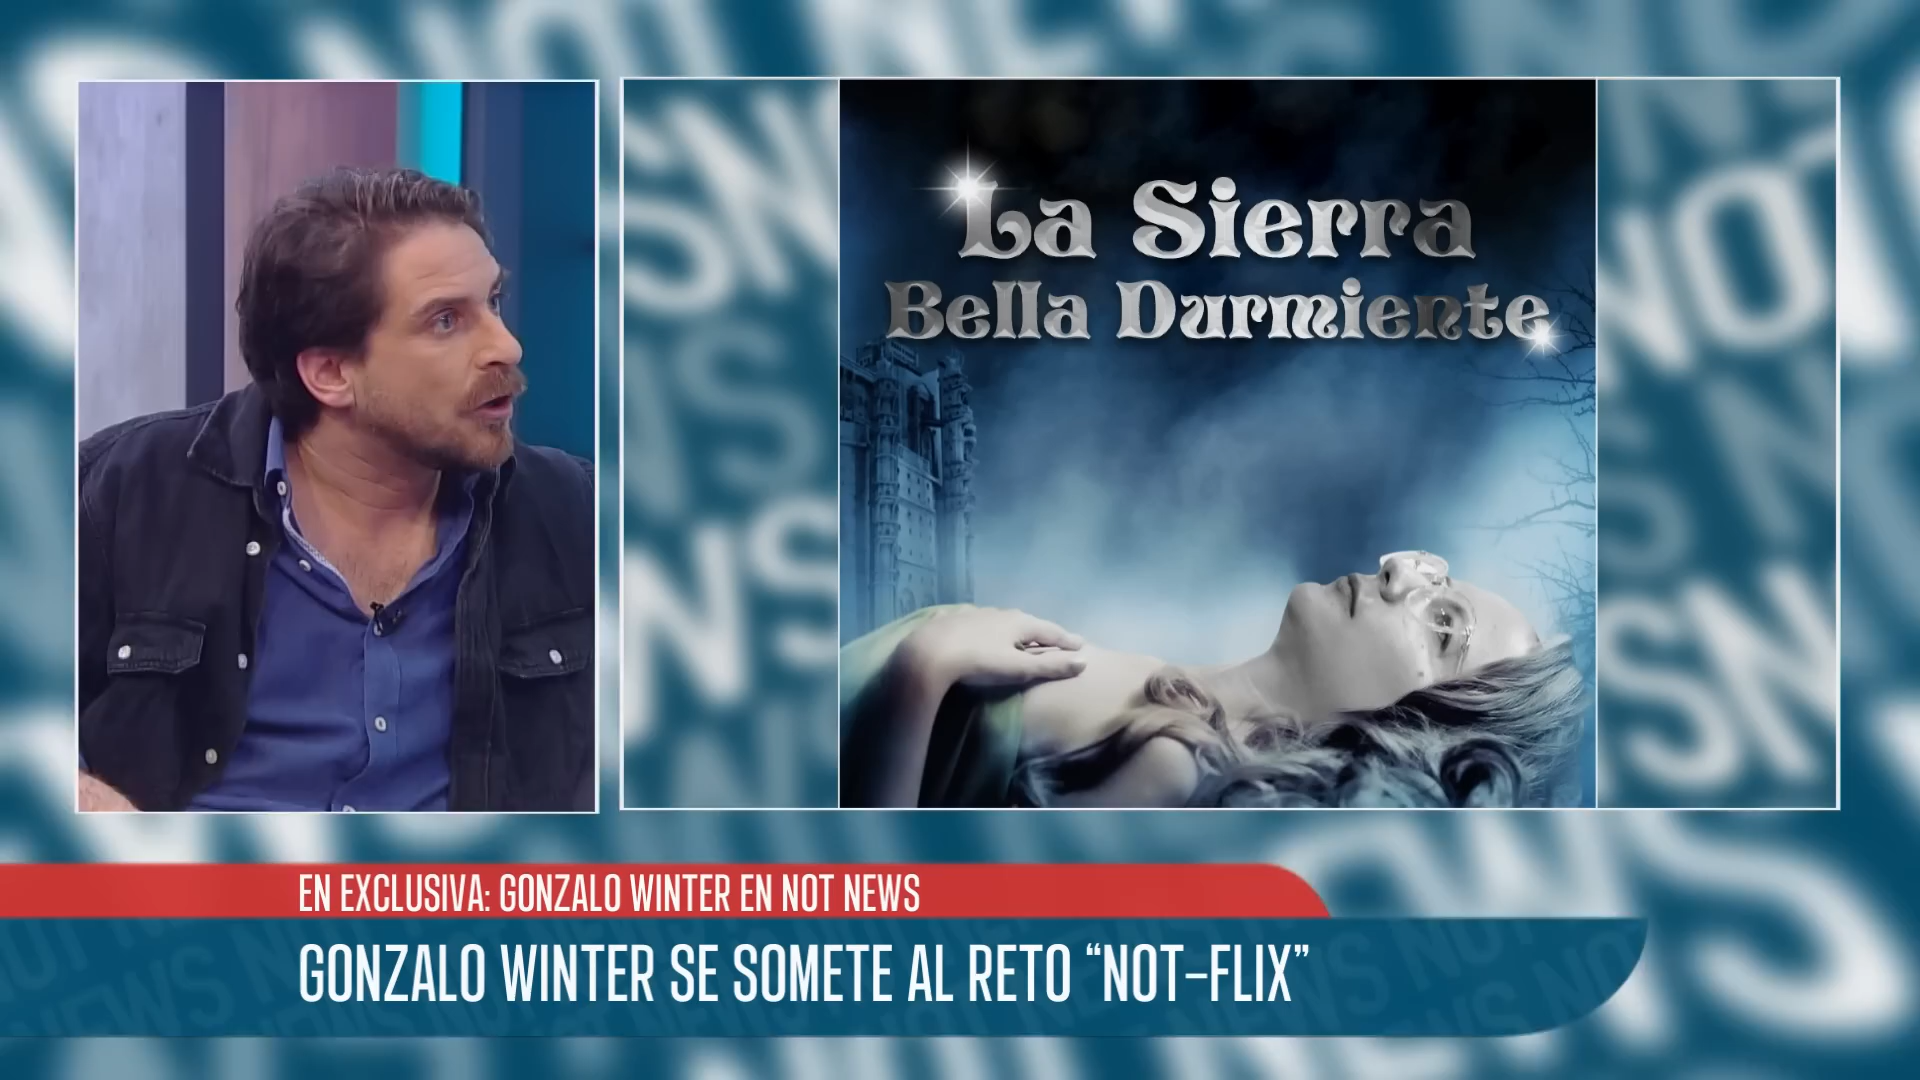 La Sierra
Bella Durmiente
EN EXCLUSIVA: GONZALO WINTER EN NOT NEWS
GONZALO WINTER SE SOMETE AL RETO “NOT-FLIX”